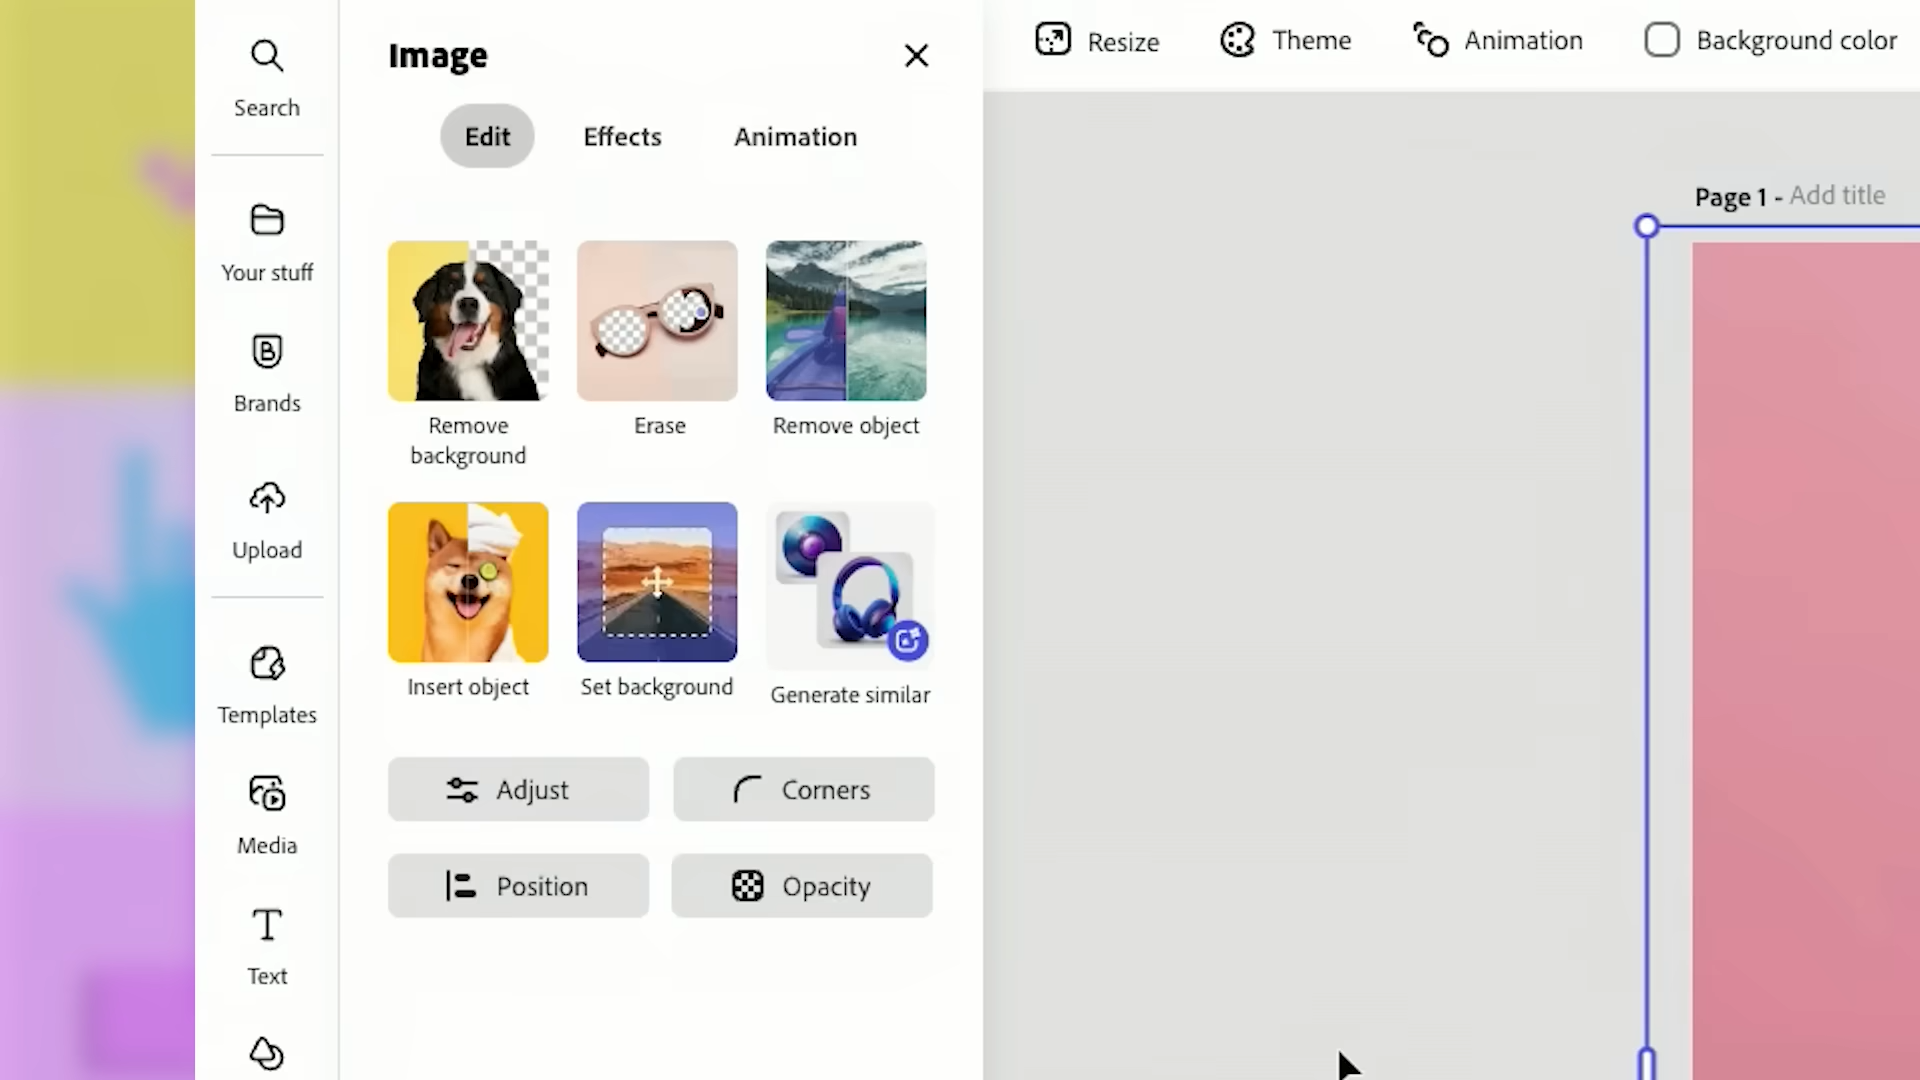 Search
Your stuff
Brands
Upload
Templates
Media
Text
Image
Edit Effects Animation
Remove
background
Erase
Remove object
Insert object
Set background
Generate similar
Adjust
Corners
Position
Opacity
Resize Theme Animation Background color
Page 1 - Add title